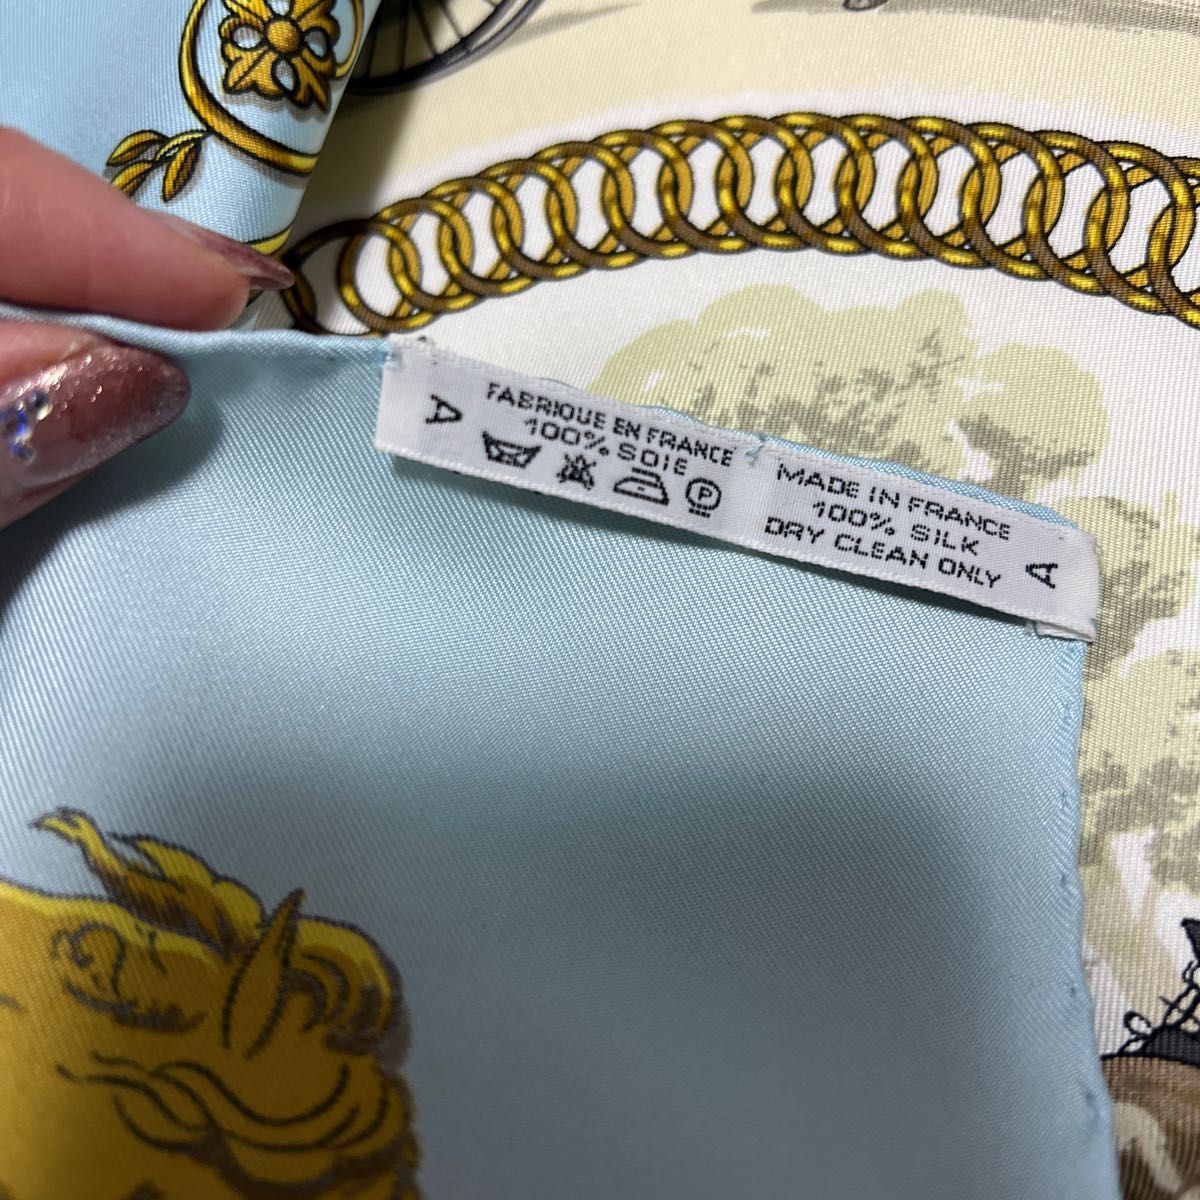 A
FABRIQUE EN FRANCE
100% SOIE
P
MADE IN FRANCE
100% SILK
DRY CLEAN ONLY
A